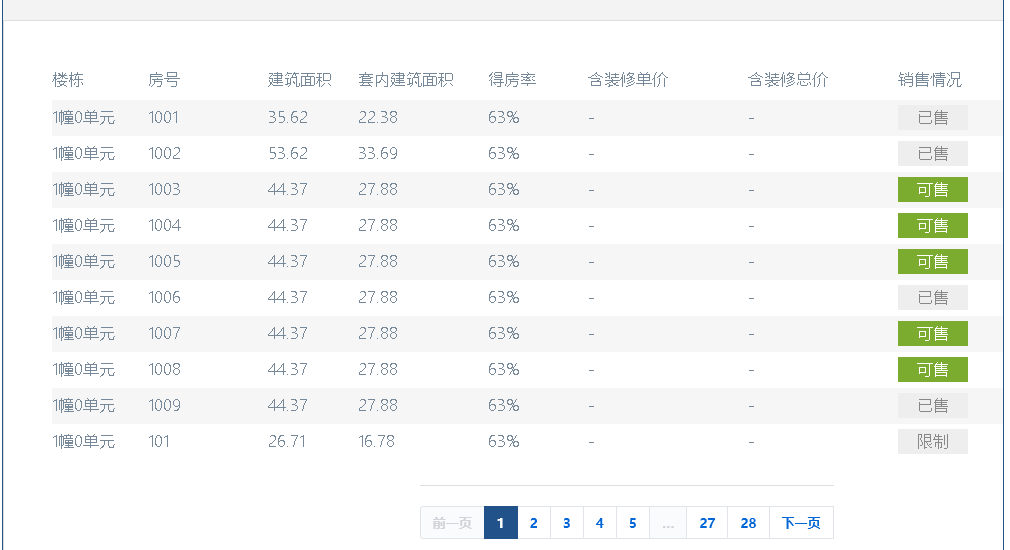 楼栋 房号 建筑面积 套内建筑面积 得房率 含装修单价 含装修总价 销售情况
1幢0单元 1001 35.62 22.38 63% - - 已售
1幢0单元 1002 53.62 33.69 63% - - 已售
1幢0单元 1003 44.37 27.88 63% - - 可售
1幢0单元 1004 44.37 27.88 63% - - 可售
1幢0单元 1005 44.37 27.88 63% - - 可售
1幢0单元 1006 44.37 27.88 63% - - 已售
1幢0单元 1007 44.37 27.88 63% - - 可售
1幢0单元 1008 44.37 27.88 63% - - 可售
1幢0单元 1009 44.37 27.88 63% - - 已售
1幢0单元 101 26.71 16.78 63% - - 限制
前一页 1 2 3 4 5 ... 27 28 下一页